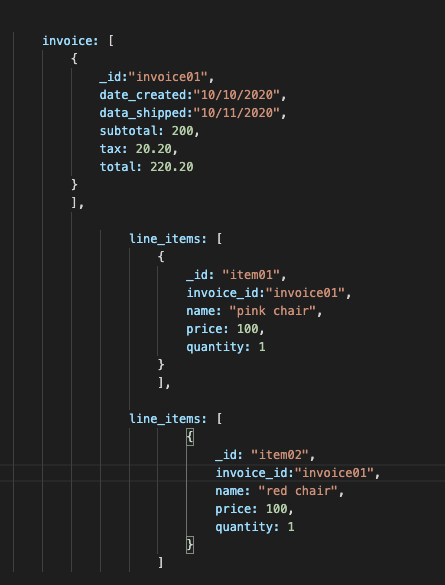 invoice: [
{
_id:"invoice01",
date_created:"10/10/2020",
data_shipped:"10/11/2020",
subtotal: 200,
tax: 20.20,
total: 220.20
}
],
line_items: [
{
_id: "item01",
invoice_id:"invoice01",
name: "pink chair",
price: 100,
quantity: 1
}
],
line_items: [
{
_id: "item02",
invoice_id:"invoice01",
name: "red chair",
price: 100,
quantity: 1
}
]